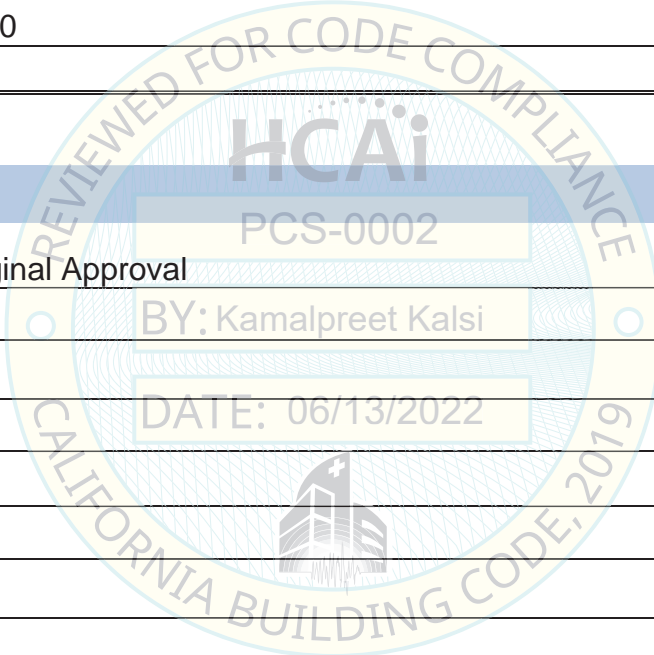 0
REVIEWED FOR CODE COMPLIANCE
HCAi
PCS-0002
ginal Approval
BY: Kamalpreet Kalsi
DATE: 06/13/2022
CALIFORNIA BUILDING CODE, 2019